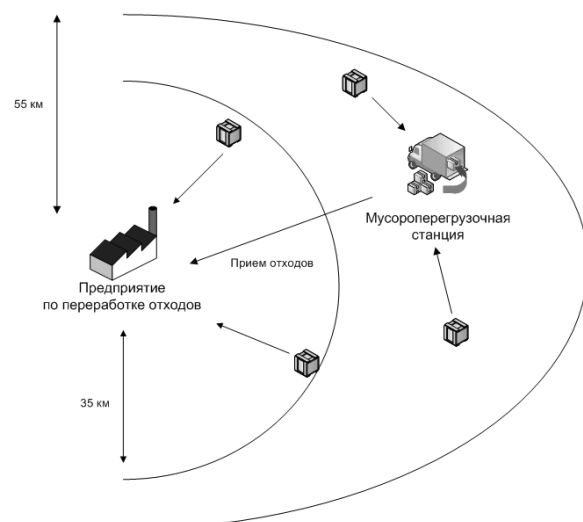 55 км
Мусороперегрузочная
станция
Прием отходов
Предприятие
по переработке отходов
35 км